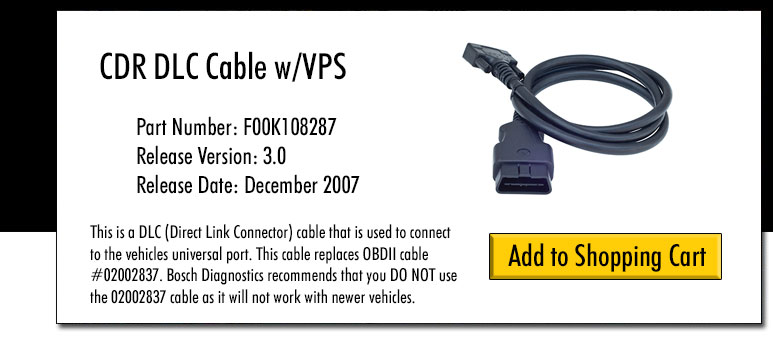 CDR DLC Cable w/VPS
Part Number: F00K108287
Release Version: 3.0
Release Date: December 2007
This is a DLC (Direct Link Connector) cable that is used to connect
to the vehicles universal port. This cable replaces OBDII cable
#02002837. Bosch Diagnostics recommends that you DO NOT use
the 02002837 cable as it will not work with newer vehicles.
Add to Shopping Cart